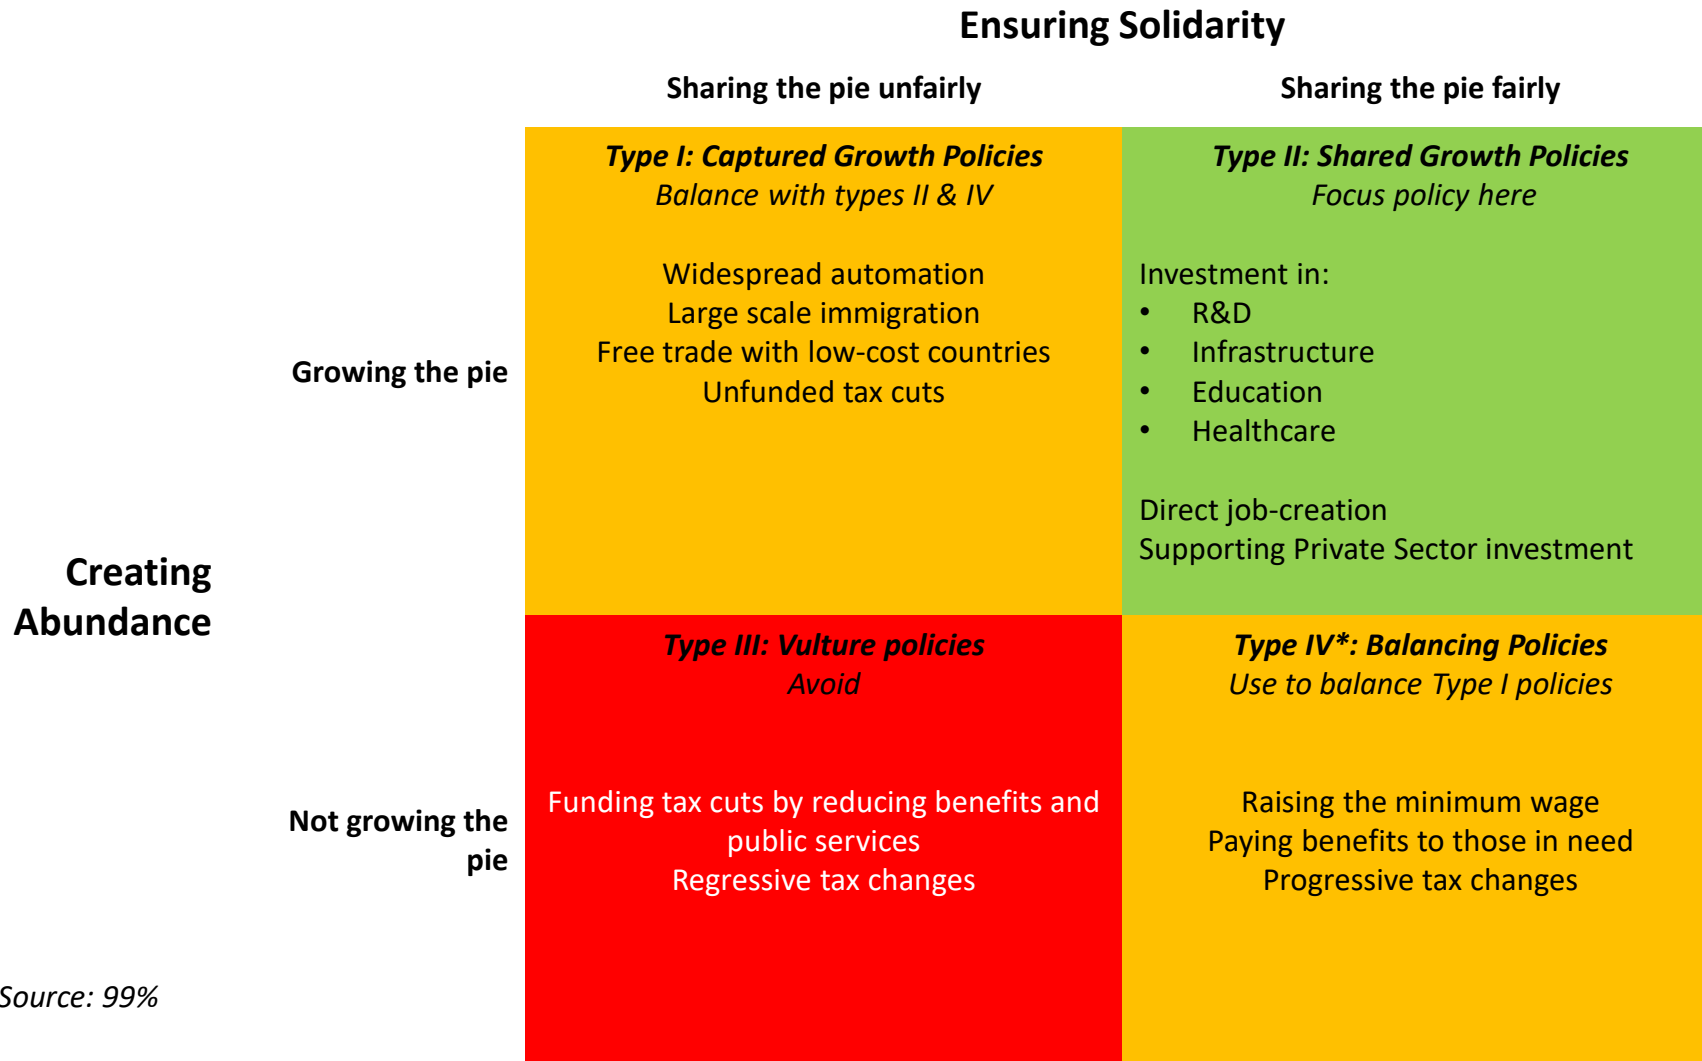 Ensuring Solidarity
Sharing the pie unfairly
Sharing the pie fairly
Creating
Abundance
Growing the pie
Type I: Captured Growth Policies
Balance with types II & IV
Widespread automation
Large scale immigration
Free trade with low-cost countries
Unfunded tax cuts
Type II: Shared Growth Policies
Focus policy here
Investment in:
• R&D
• Infrastructure
• Education
• Healthcare
Direct job-creation
Supporting Private Sector investment
Not growing the
pie
Type III: Vulture policies
Avoid
Funding tax cuts by reducing benefits and
public services
Regressive tax changes
Type IV*: Balancing Policies
Use to balance Type I policies
Raising the minimum wage
Paying benefits to those in need
Progressive tax changes
Source: 99%